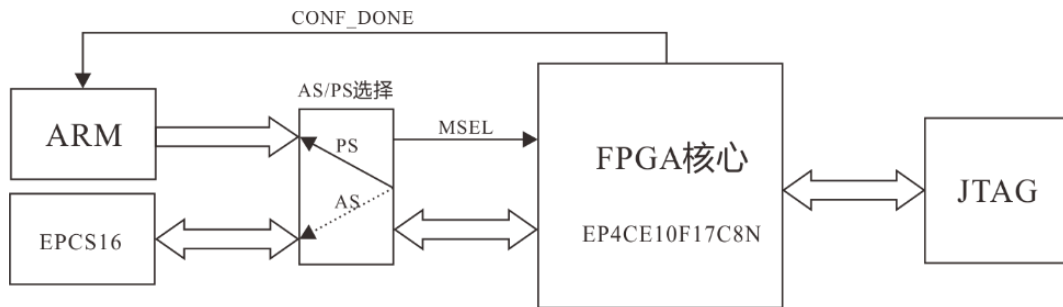 CONF_DONE
AS/PS选择
ARM
PS
MSEL
FPGA核心
AS
JTAG
EPCS16
EP4CE10F17C8N